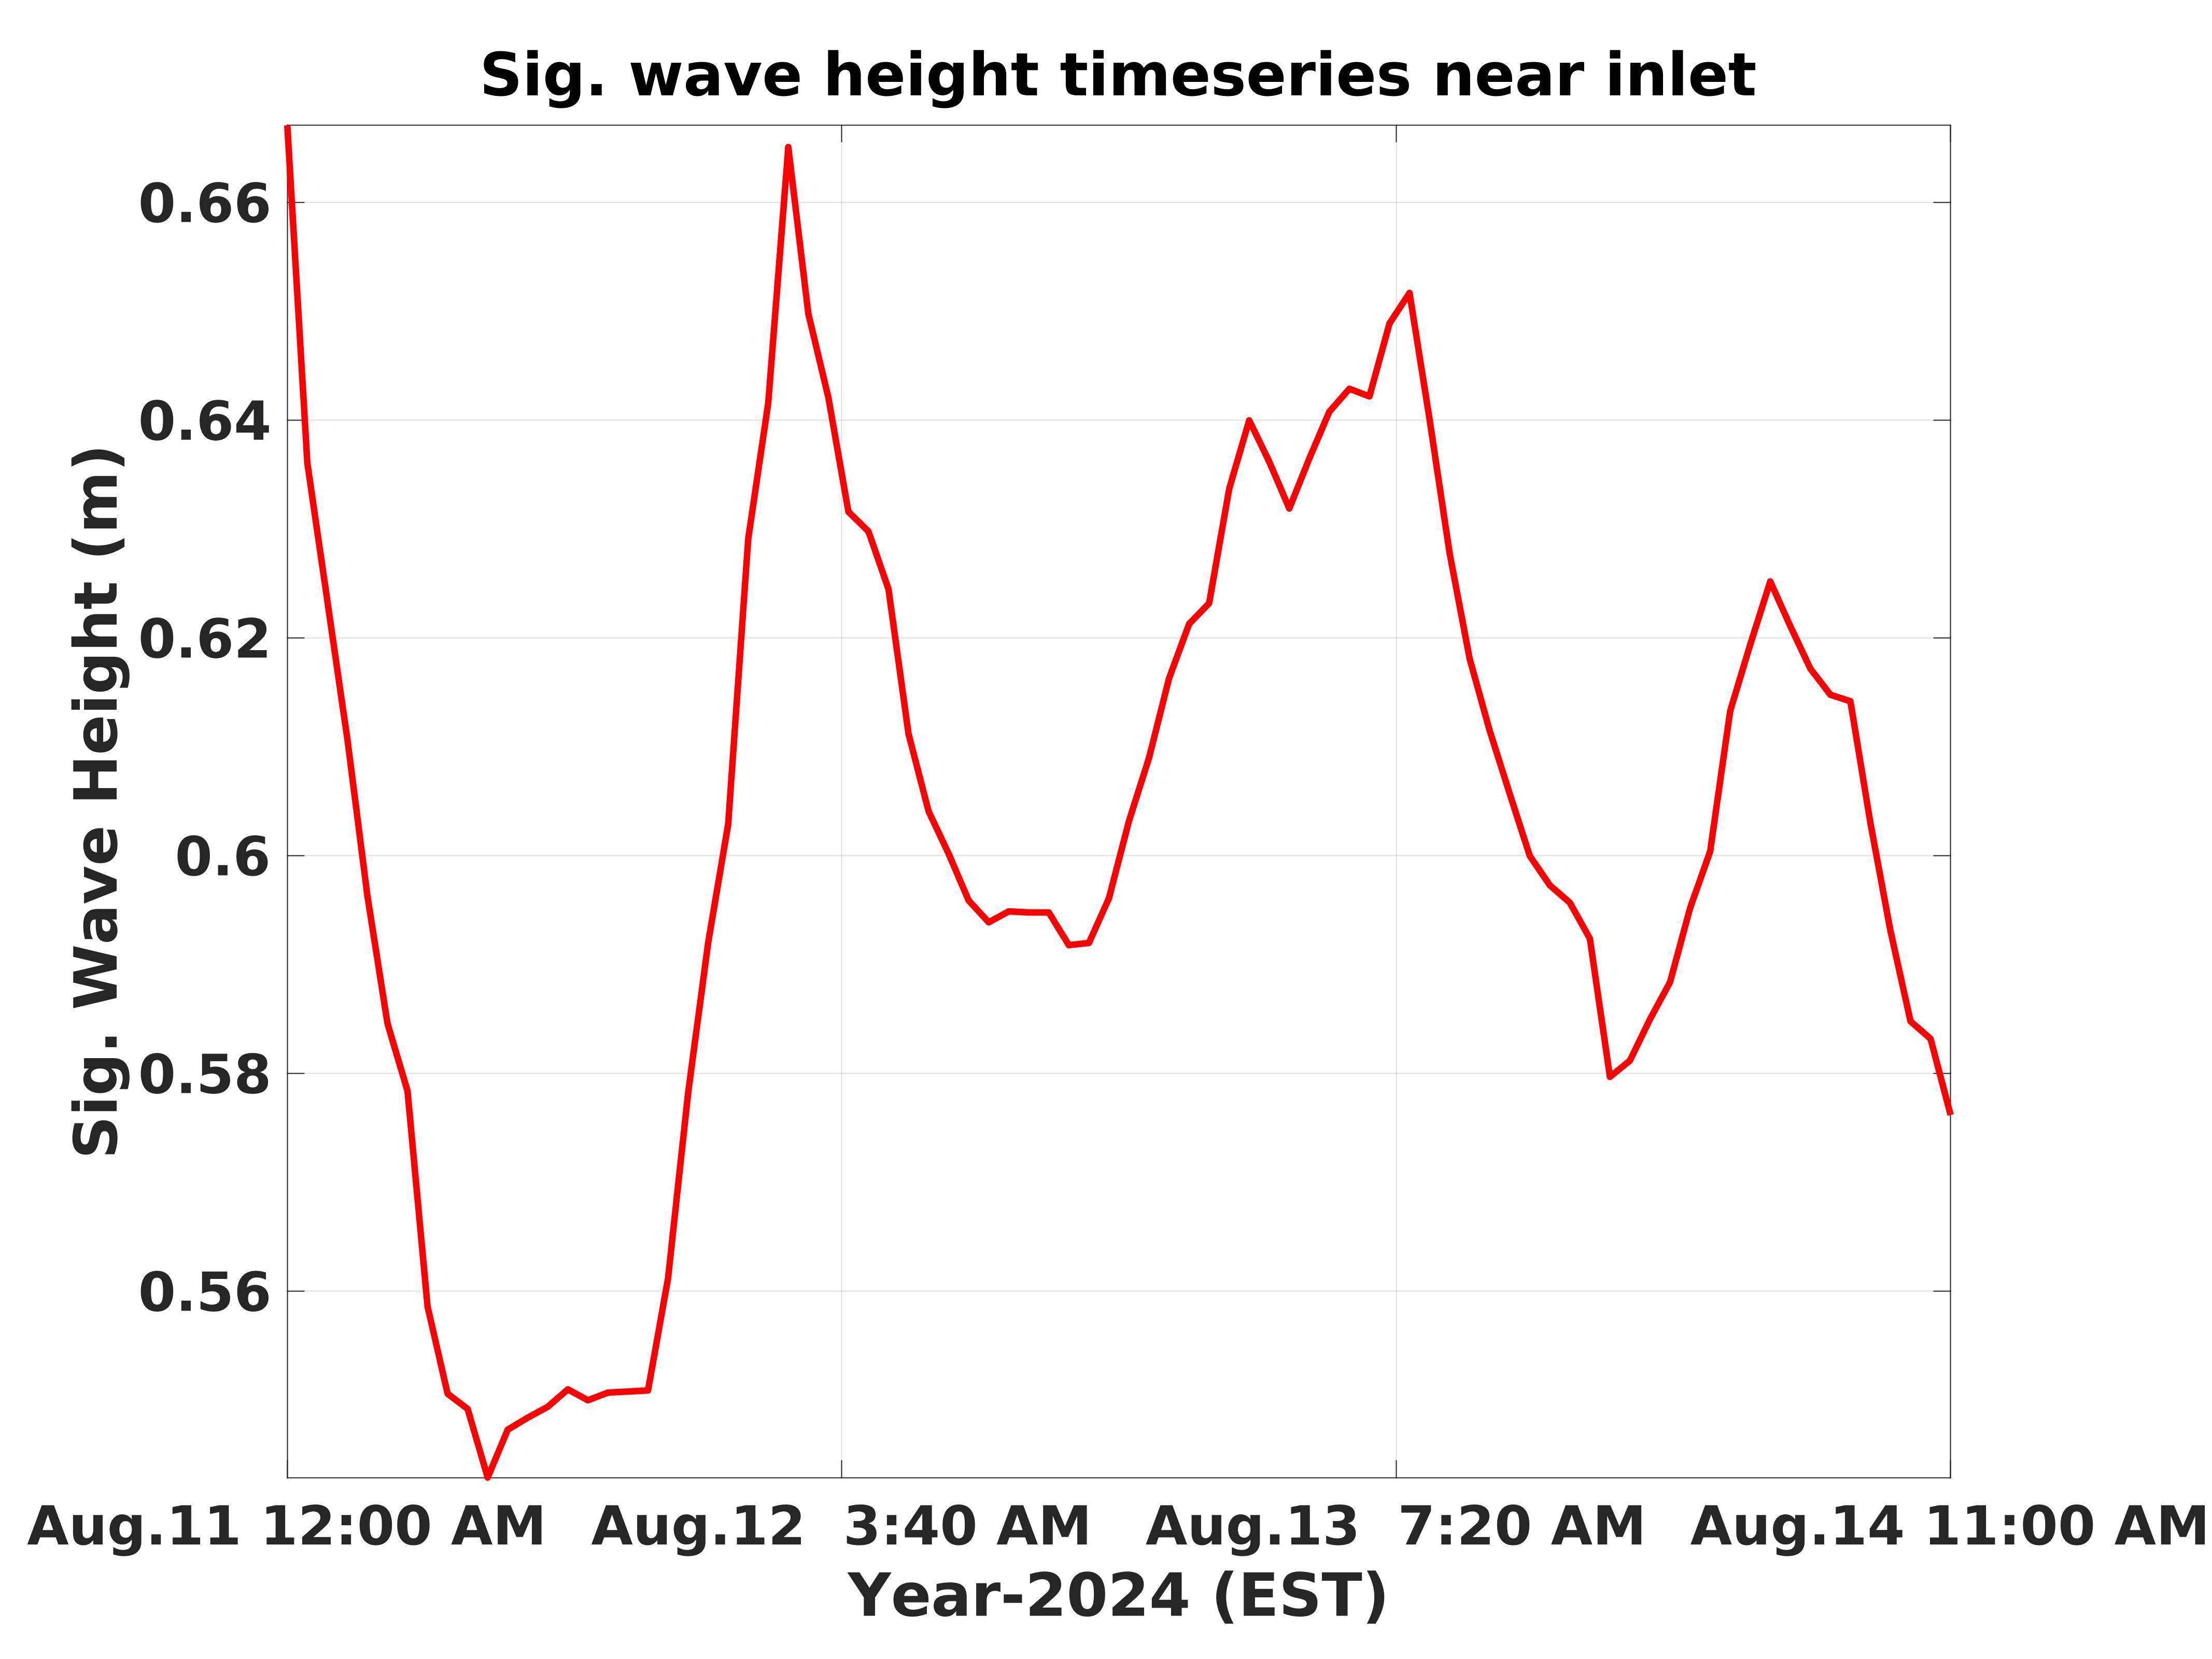 Sig. wave height timeseries near inlet
Sig. Wave Height (m)
0.66
0.64
0.62
0.6
0.58
0.56
Aug.11 12:00 AM Aug.12 3:40 AM Aug.13 7:20 AM Aug.14 11:00 AM
Year-2024 (EST)